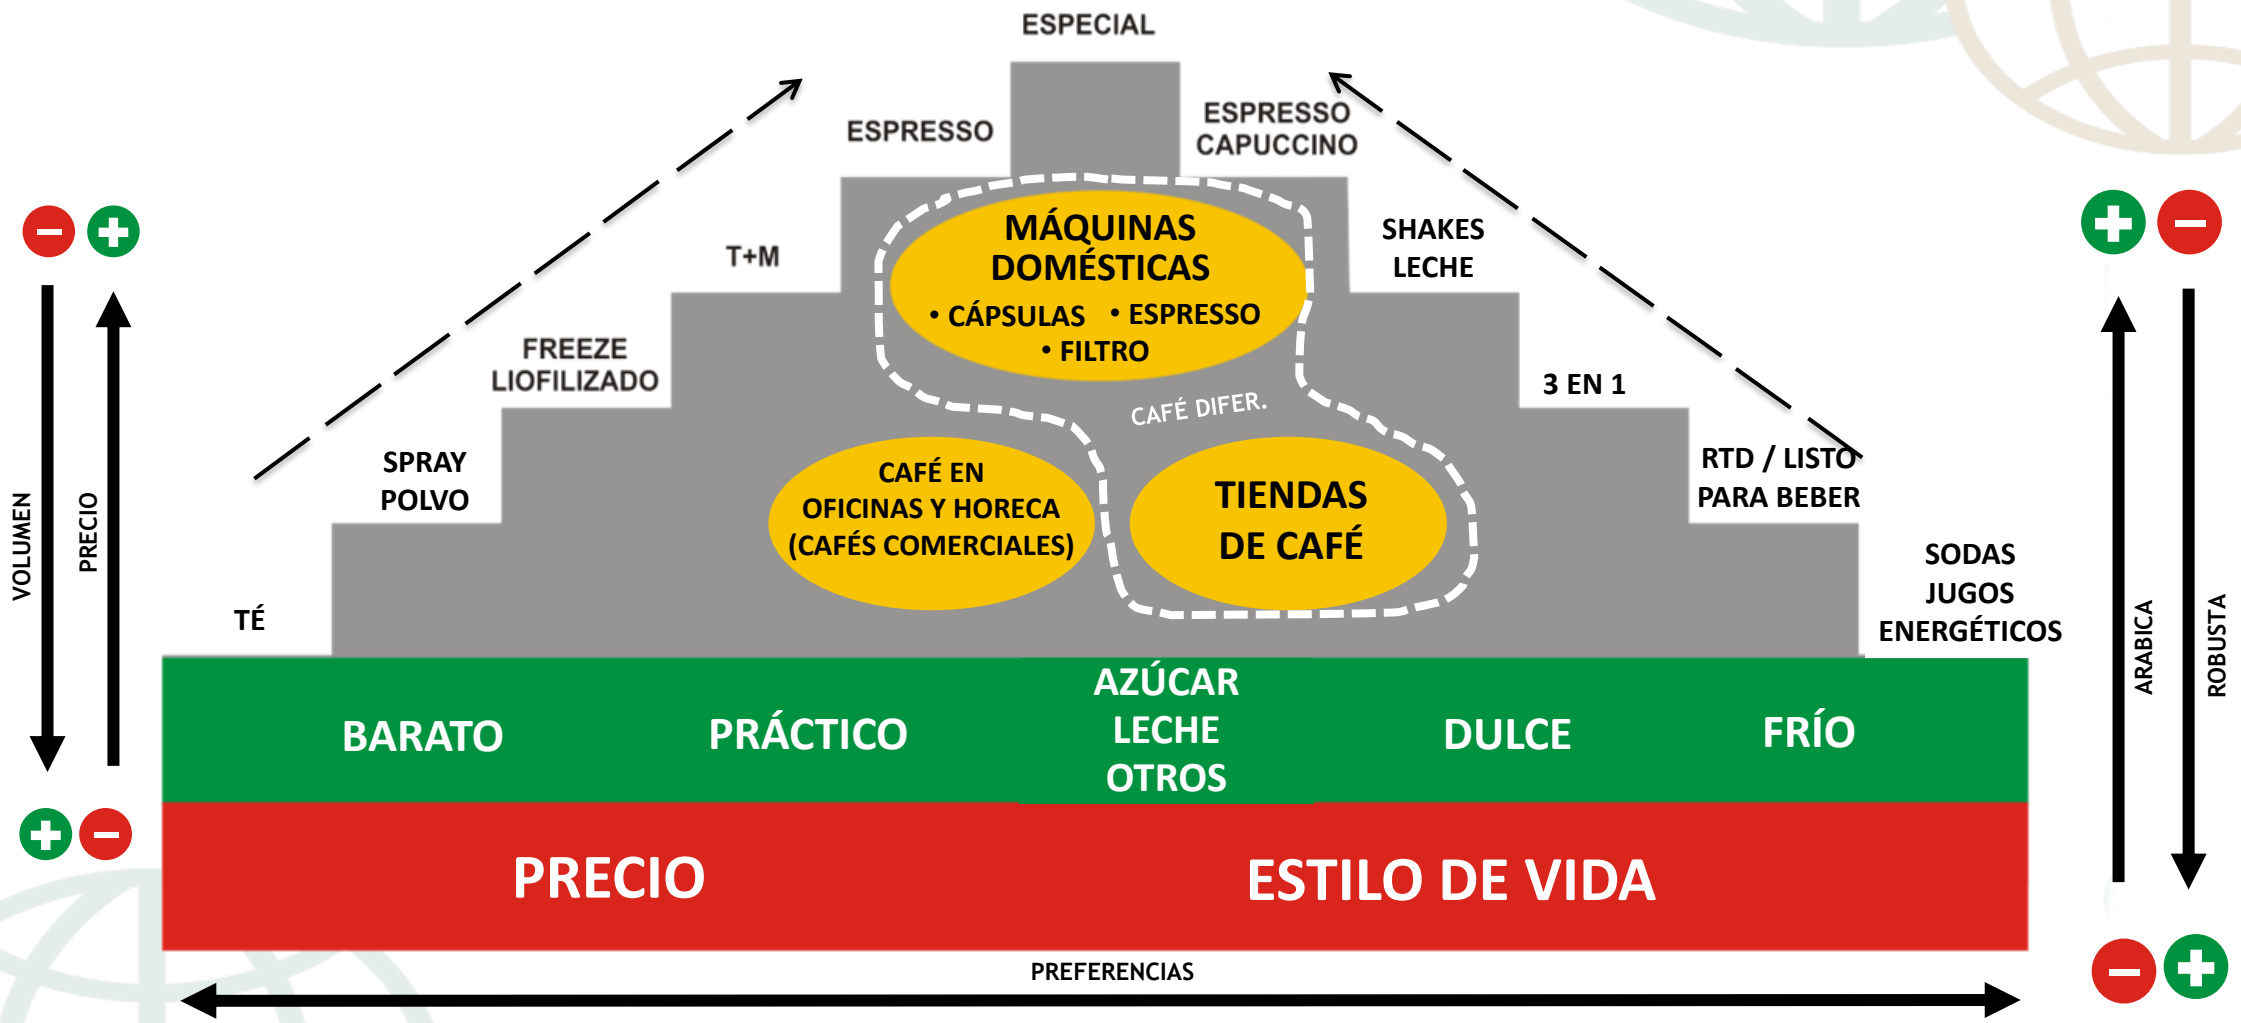 ESPECIAL
ESPRESSO
ESPRESSO
CAPUCCINO
T+M
SHAKES
LECHE
FREEZE
LIOFILIZADO
3 EN 1
SPRAY
POLVO
RTD / LISTO
PARA BEBER
TÉ
SODAS
JUGOS
ENERGÉTICOS
MÁQUINAS
DOMÉSTICAS
• CÁPSULAS • ESPRESSO
• FILTRO
CAFÉ DIFER.
CAFÉ EN
OFICINAS Y HORECA
(CAFÉS COMERCIALES)
TIENDAS
DE CAFÉ
VOLUMEN
PRECIO
ARABICA
ROBUSTA
BARATO
PRÁCTICO
AZÚCAR
LECHE
OTROS
DULCE
FRÍO
PRECIO
ESTILO DE VIDA
PREFERENCIAS